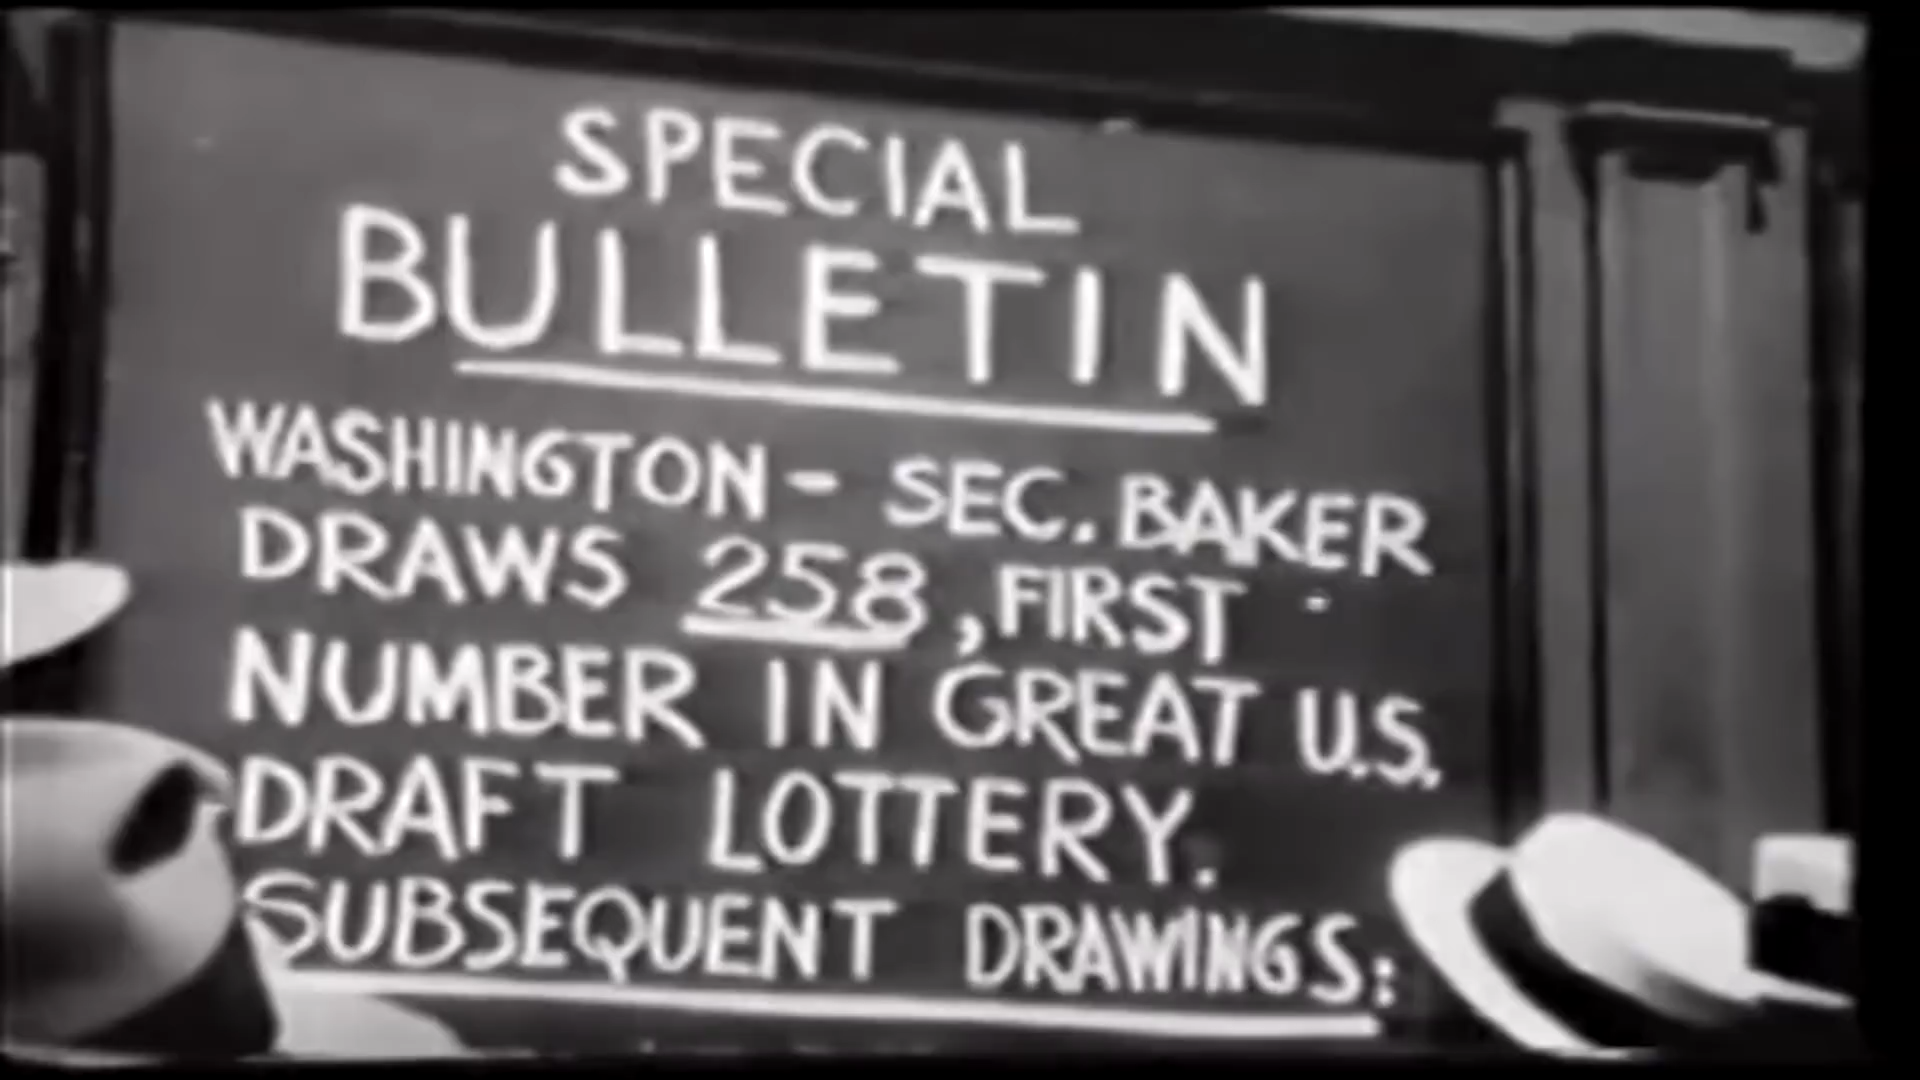 SPECIAL
BULLETIN
WASHINGTON - SEC. BAKER
DRAWS 258, FIRST
NUMBER IN GREAT U.S.
DRAFT LOTTERY.
SUBSEQUENT DRAWINGS: